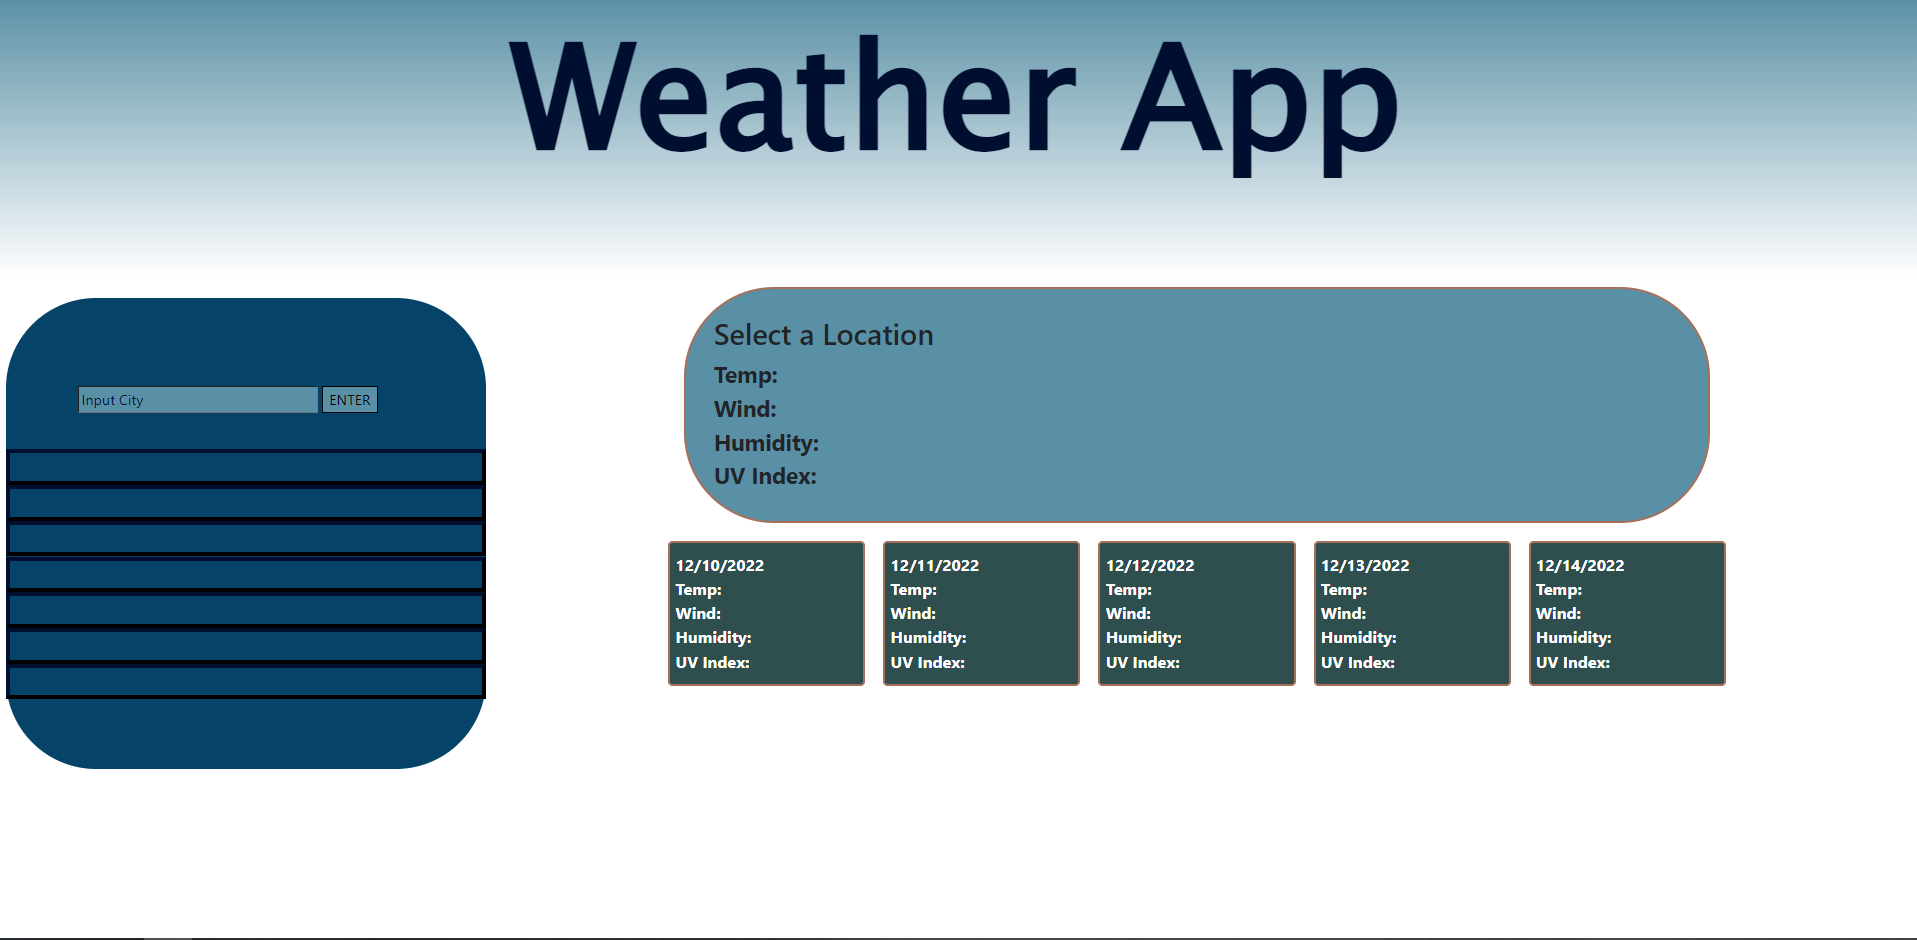 Weather App
Input City ENTER
Select a Location
Temp:
Wind:
Humidity:
UV Index:
12/10/2022
Temp:
Wind:
Humidity:
UV Index:
12/11/2022
Temp:
Wind:
Humidity:
UV Index:
12/12/2022
Temp:
Wind:
Humidity:
UV Index:
12/13/2022
Temp:
Wind:
Humidity:
UV Index:
12/14/2022
Temp:
Wind:
Humidity:
UV Index: